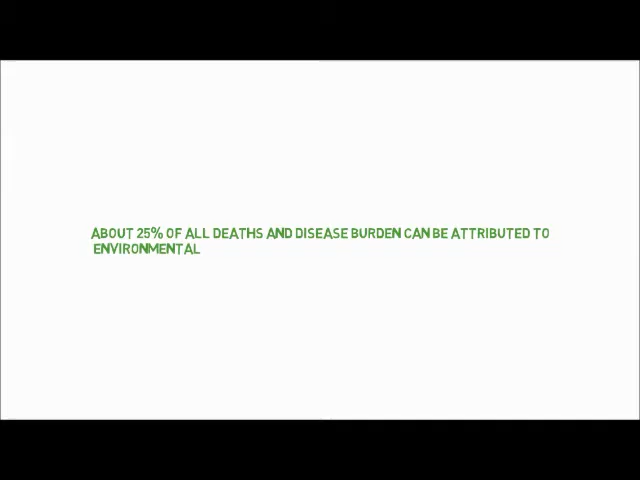 ABOUT 25% OF ALL DEATHS AND DISEASE BURDEN CAN BE ATTRIBUTED TO
ENVIRONMENTAL